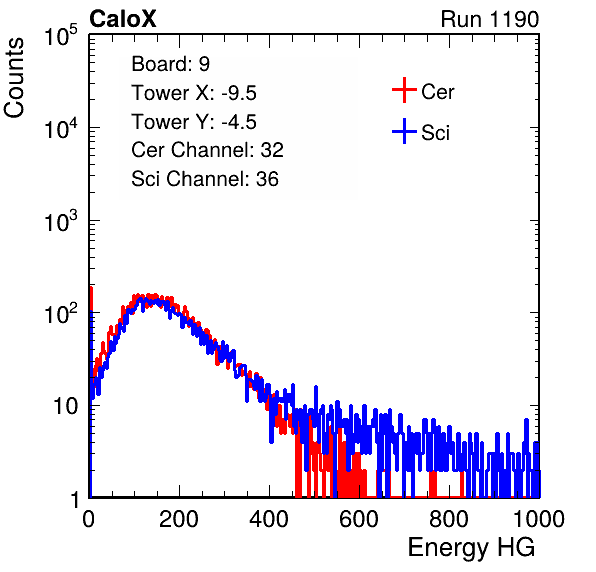 CaloX Run 1190
Counts
Board: 9
Tower X: -9.5
Tower Y: -4.5
Cer Channel: 32
Sci Channel: 36
Cer
Sci
10^5
10^4
10^3
10^2
10
1
0 200 400 600 800 1000
Energy HG